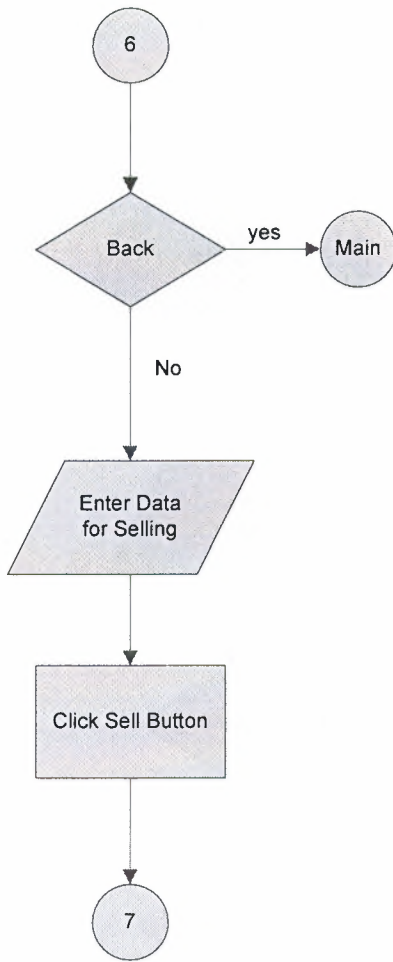 6
Back
yes
Main
No
Enter Data
for Selling
Click Sell Button
7